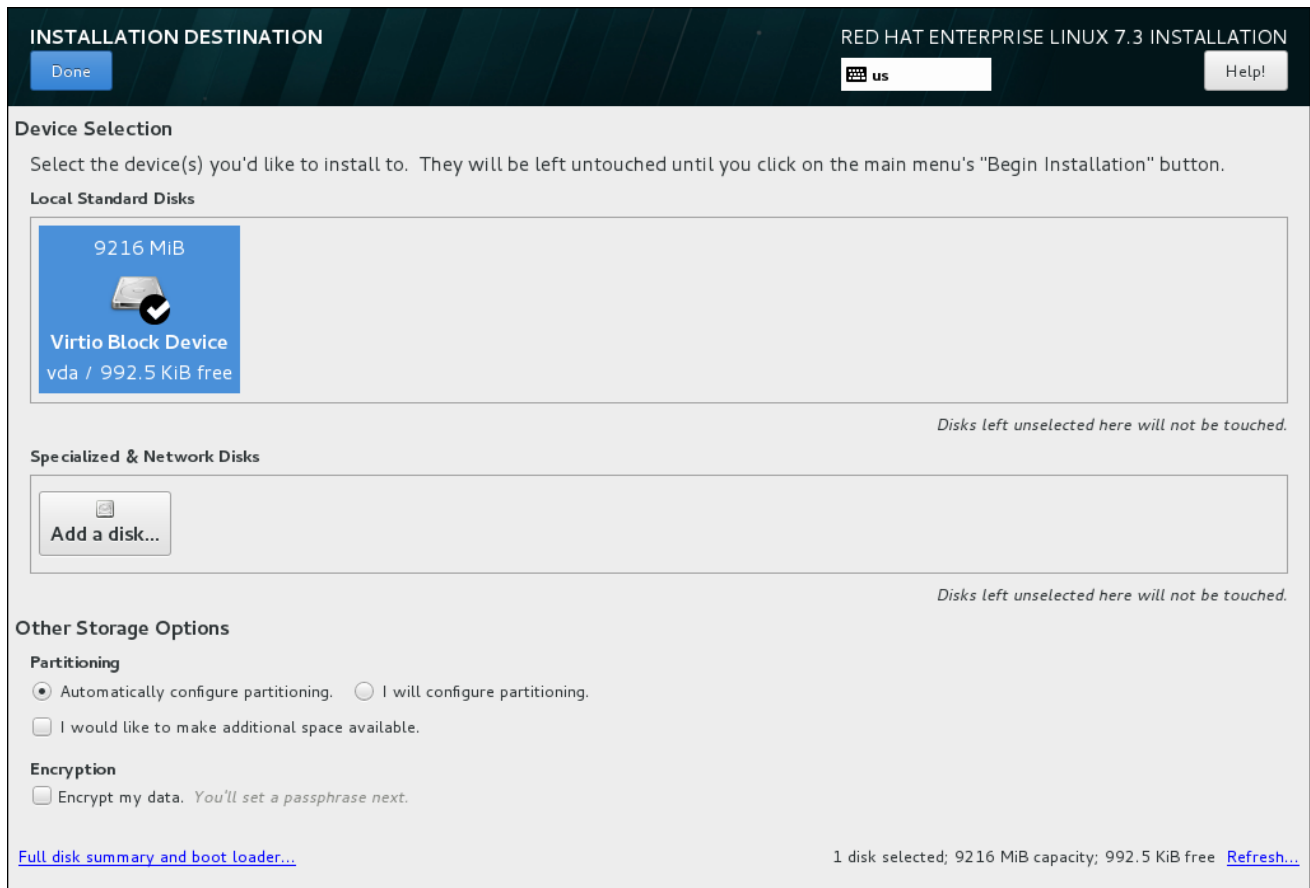 INSTALLATION DESTINATION
RED HAT ENTERPRISE LINUX 7.3 INSTALLATION
Done
us
Help!
Device Selection
Select the device(s) you'd like to install to. They will be left untouched until you click on the main menu's "Begin Installation" button.
Local Standard Disks
9216 MiB
Virtio Block Device
vda / 992.5 KiB free
Disks left unselected here will not be touched.
Specialized & Network Disks
Add a disk...
Disks left unselected here will not be touched.
Other Storage Options
Partitioning
Automatically configure partitioning. I will configure partitioning.
I would like to make additional space available.
Encryption
Encrypt my data. You'll set a passphrase next.
Full disk summary and boot loader... 1 disk selected; 9216 MiB capacity; 992.5 KiB free Refresh...